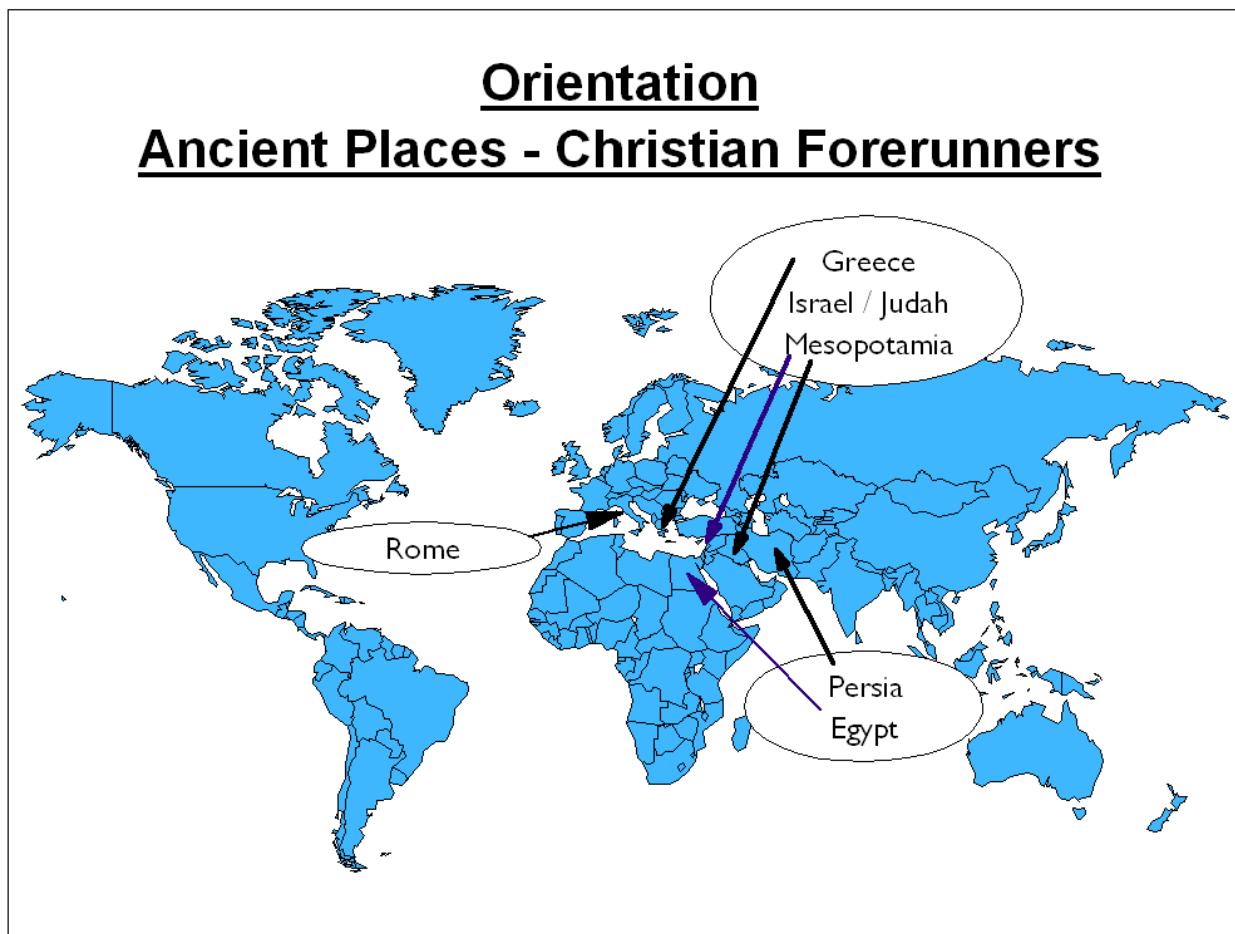 Orientation
Ancient Places - Christian Forerunners
Greece
Israel / Judah
Mesopotamia
Rome
Persia
Egypt